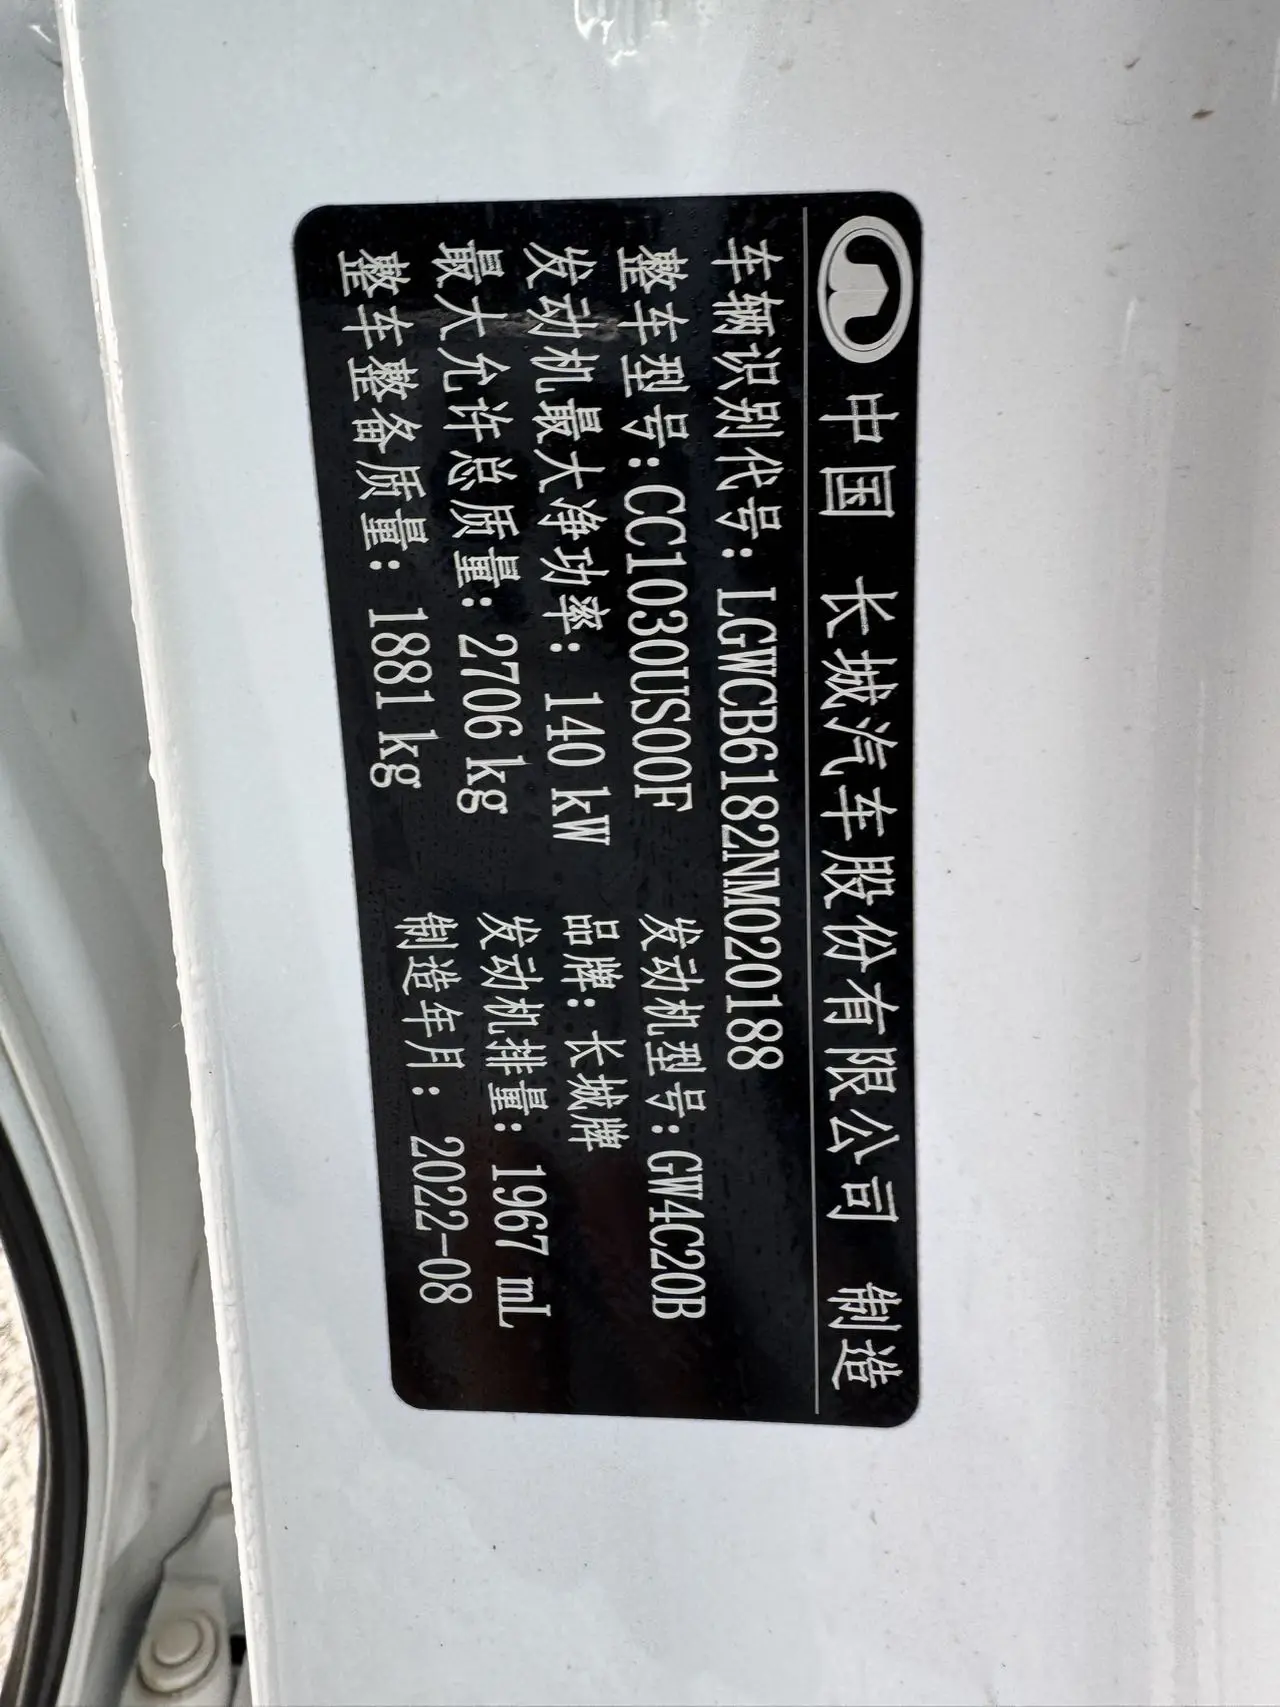 中国 长城汽车股份有限公司 制造
车辆识别代号：LGWCB6182NM020188
整车型号：CC1030US00F 发动机型号：GW4C20B
发动机最大净功率：140 kW 品牌：长城牌
最大允许总质量：2706 kg 发动机排量：1967 mL
整车整备质量：1881 kg 制造年月：2022-08